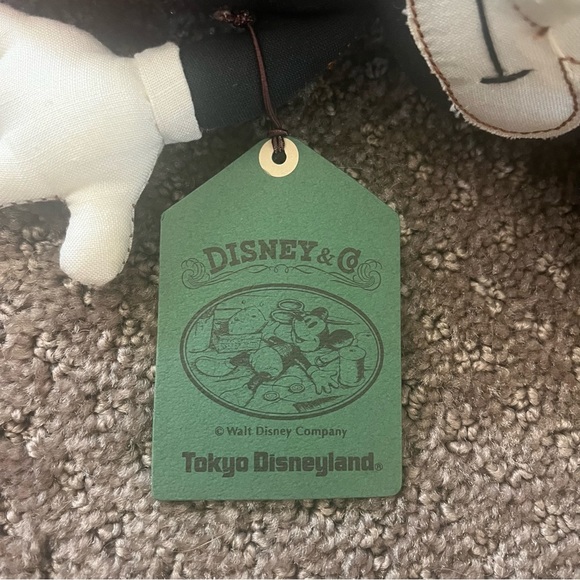 DISNEY & CO
© Walt Disney Company
Tokyo Disneyland®